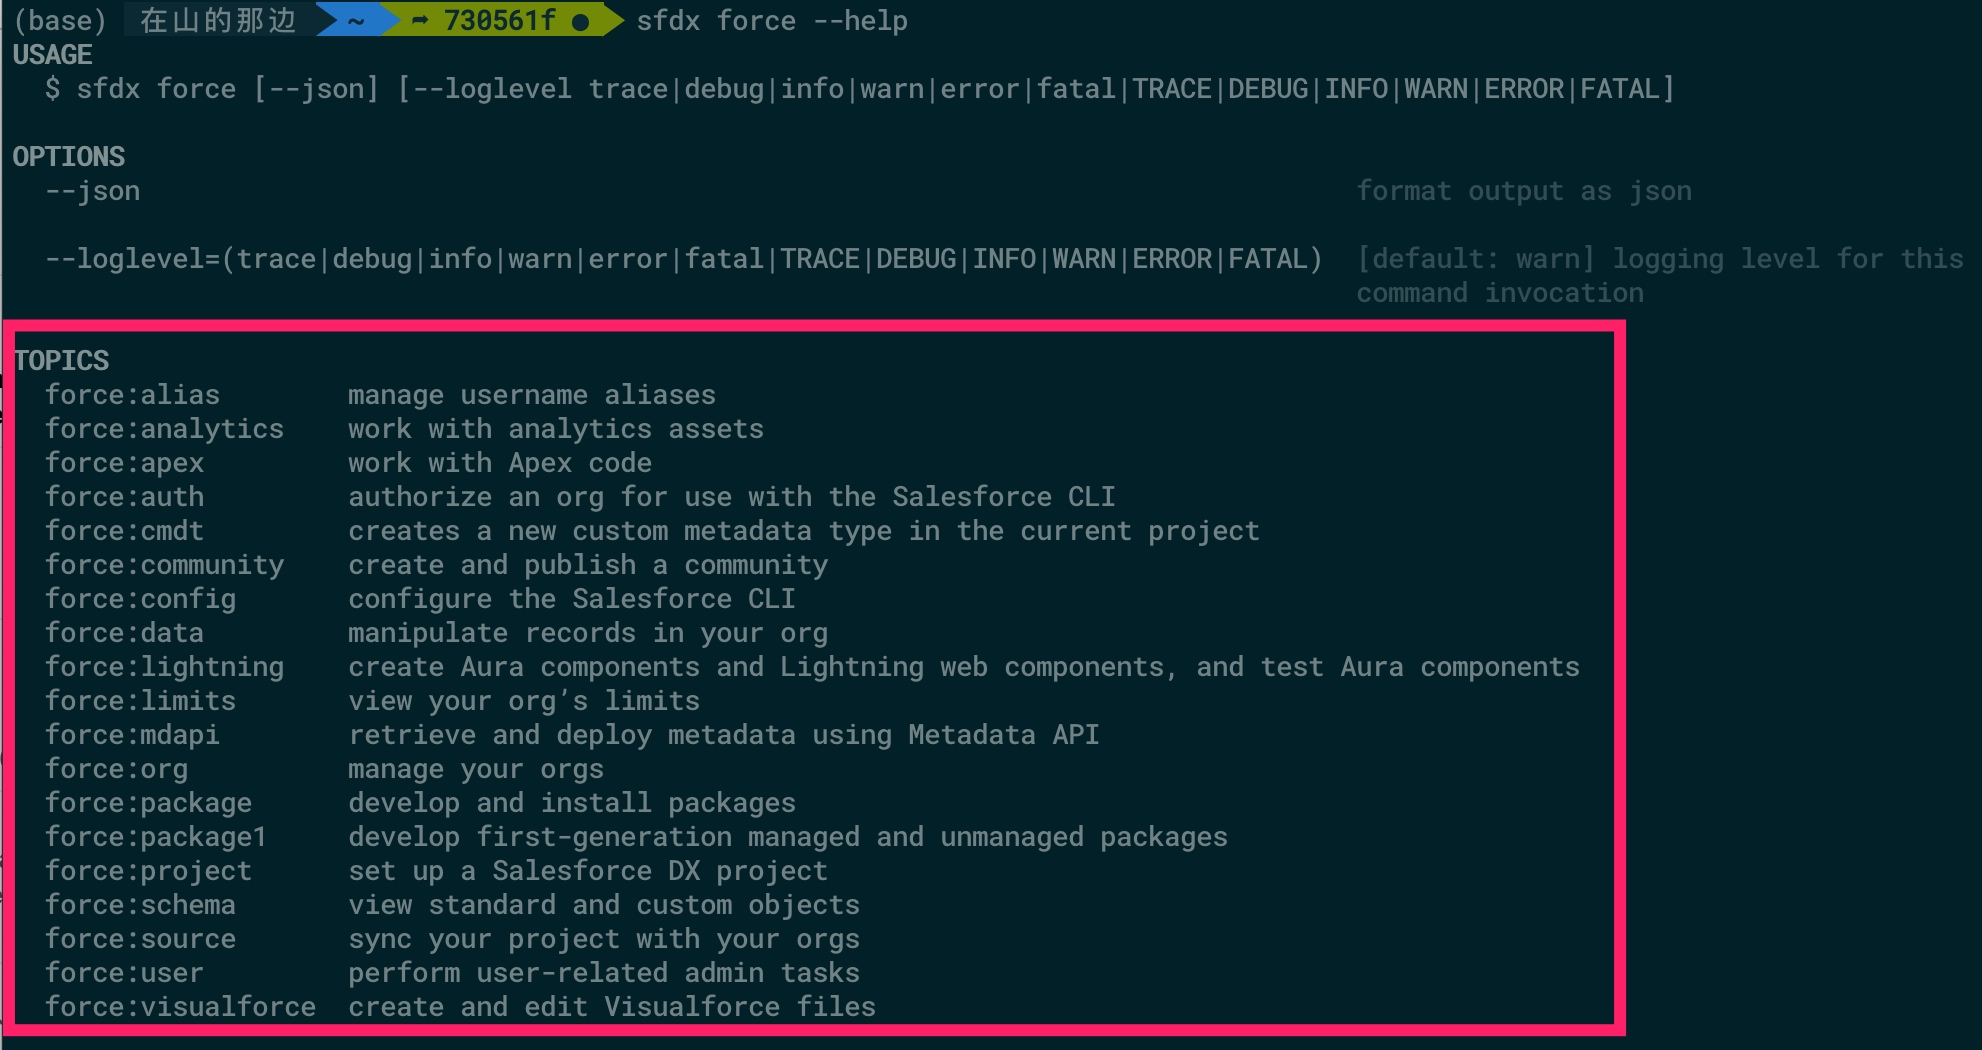 (base) 在山的那边 ~ ➦ 730561f ● sfdx force --help
USAGE
$ sfdx force [--json] [--loglevel trace|debug|info|warn|error|fatal|TRACE|DEBUG|INFO|WARN|ERROR|FATAL]
OPTIONS
--json format output as json
--loglevel=(trace|debug|info|warn|error|fatal|TRACE|DEBUG|INFO|WARN|ERROR|FATAL) [default: warn] logging level for this
command invocation
TOPICS
force:alias manage username aliases
force:analytics work with analytics assets
force:apex work with Apex code
force:auth authorize an org for use with the Salesforce CLI
force:cmdt creates a new custom metadata type in the current project
force:community create and publish a community
force:config configure the Salesforce CLI
force:data manipulate records in your org
force:lightning create Aura components and Lightning web components, and test Aura components
force:limits view your org’s limits
force:mdapi retrieve and deploy metadata using Metadata API
force:org manage your orgs
force:package develop and install packages
force:package1 develop first-generation managed and unmanaged packages
force:project set up a Salesforce DX project
force:schema view standard and custom objects
force:source sync your project with your orgs
force:user perform user-related admin tasks
force:visualforce create and edit Visualforce files